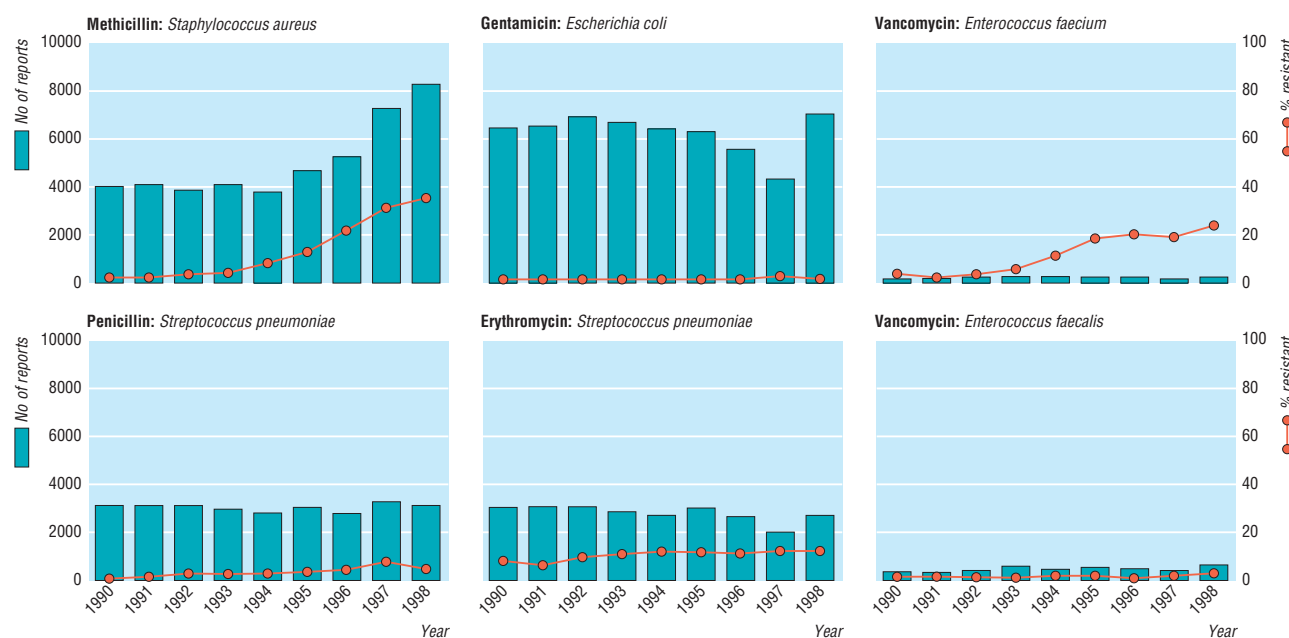 Methicillin: Staphylococcus aureus
Gentamicin: Escherichia coli
Vancomycin: Enterococcus faecium
No of reports
10000
8000
6000
4000
2000
0
100
80
60
40
20
0
% resistant
Penicillin: Streptococcus pneumoniae
Erythromycin: Streptococcus pneumoniae
Vancomycin: Enterococcus faecalis
No of reports
10000
8000
6000
4000
2000
0
100
80
60
40
20
0
% resistant
1990 1991 1992 1993 1994 1995 1996 1997 1998
Year
1990 1991 1992 1993 1994 1995 1996 1997 1998
Year
1990 1991 1992 1993 1994 1995 1996 1997 1998
Year